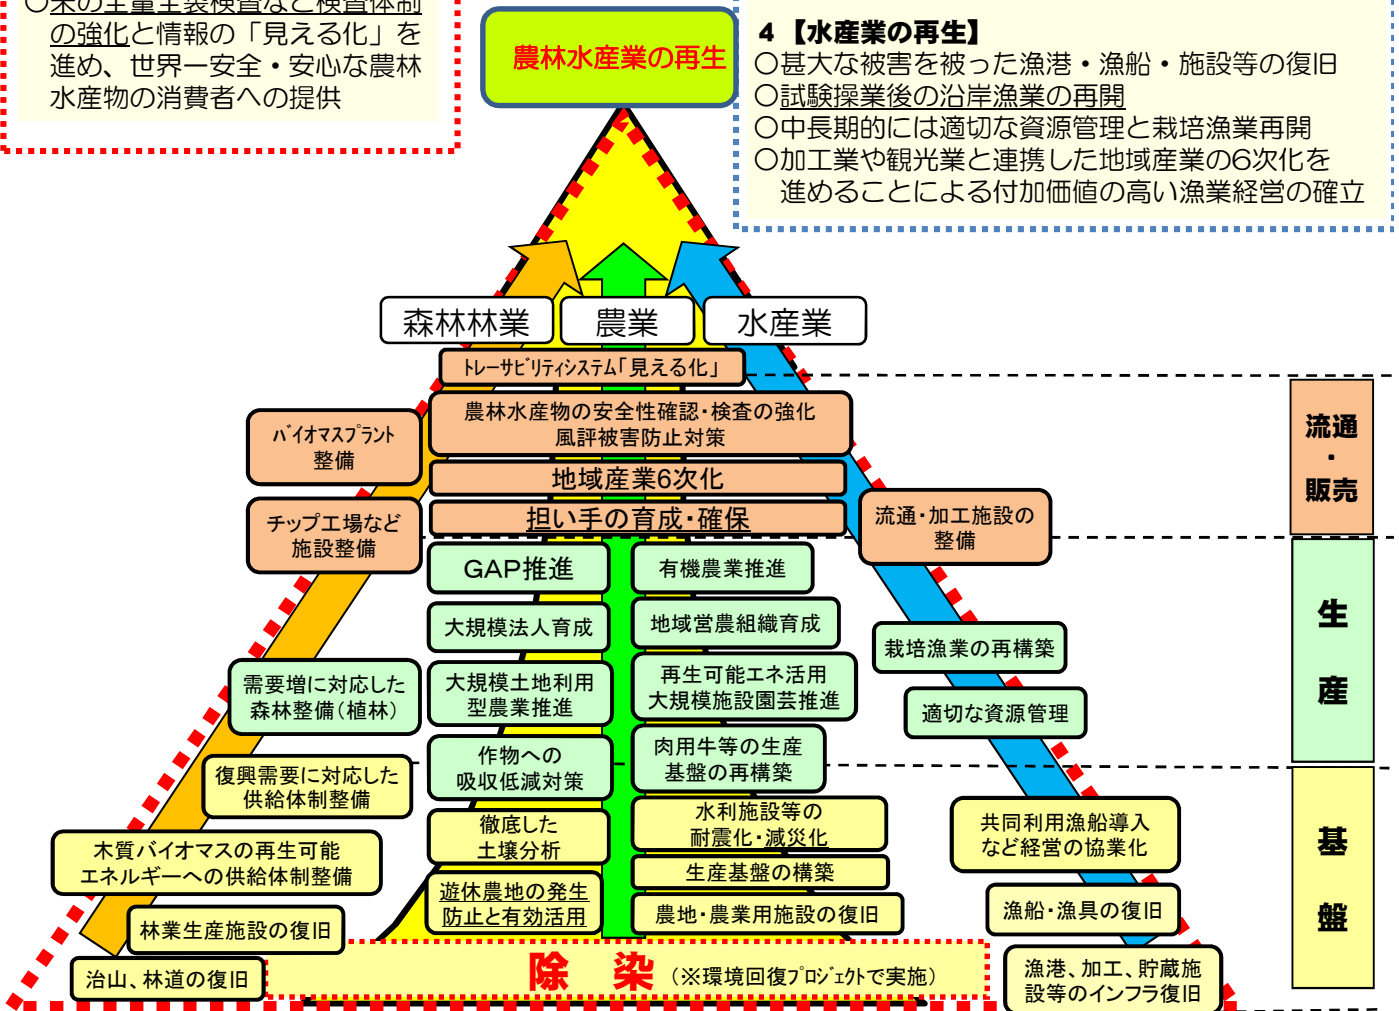 ○米の全量全袋検査など検査体制
の強化と情報の「見える化」を
進め、世界一安全・安心な農林
水産物の消費者への提供
農林水産業の再生
4 【水産業の再生】
○甚大な被害を被った漁港・漁船・施設等の復旧
○試験操業後の沿岸漁業の再開
○中長期的には適切な資源管理と栽培漁業再開
○加工業や観光業と連携した地域産業の6次化を
進めることによる付加価値の高い漁業経営の確立
森林林業
農業
水産業
トレーサビリティシステム「見える化」
農林水産物の安全性確認・検査の強化
風評被害防止対策
バイオマスプラント
整備
地域産業6次化
担い手の育成・確保
チップ工場など
施設整備
流通・加工施設の
整備
流通
・
販売
GAP推進
有機農業推進
大規模法人育成
地域営農組織育成
栽培漁業の再構築
需要増に対応した
森林整備(植林)
大規模土地利用
型農業推進
再生可能エネ活用
大規模施設園芸推進
適切な資源管理
生
産
作物への
吸収低減対策
肉用牛等の生産
基盤の再構築
復興需要に対応した
供給体制整備
徹底した
土壌分析
水利施設等の
耐震化・減災化
共同利用漁船導入
など経営の協業化
木質バイオマスの再生可能
エネルギーへの供給体制整備
生産基盤の構築
遊休農地の発生
防止と有効活用
農地・農業用施設の復旧
漁船・漁具の復旧
林業生産施設の復旧
基
盤
治山、林道の復旧
除 染 (※環境回復プロジェクトで実施)
漁港、加工、貯蔵施
設等のインフラ復旧